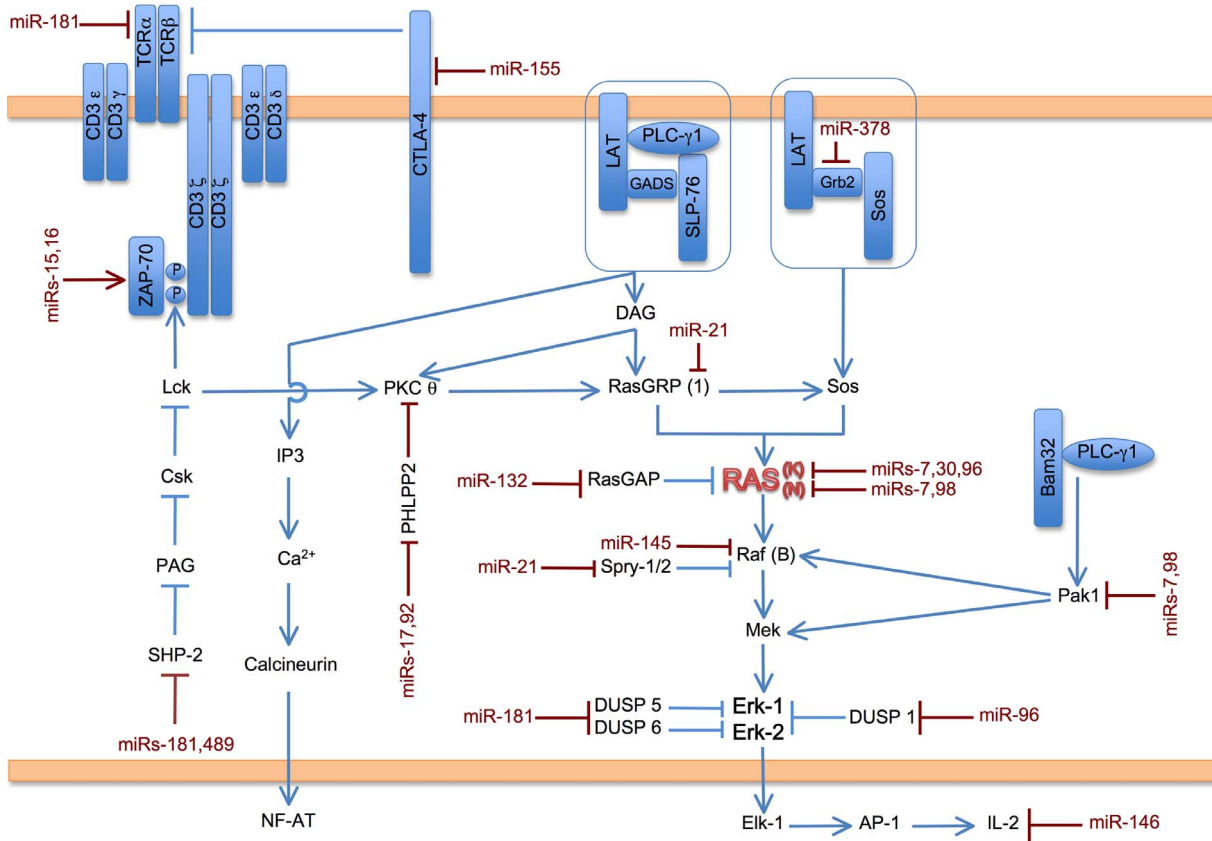 miR-181
TCRα
TCRβ
CD3 ε
CD3 γ
CD3 ζ
CD3 ζ
CD3 ε
CD3 δ
CTLA-4
miR-155
LAT
PLC-γ1
GADS
SLP-76
LAT
miR-378
Grb2
Sos
miRs-15,16
ZAP-70
P
P
DAG
miR-21
Lck
PKC θ
RasGRP (1)
Sos
IP3
Csk
miR-132
RasGAP
RAS
(K)
(N)
miRs-7,30,96
miRs-7,98
Bam32
PLC-γ1
PHLPP2
miR-145
Raf (B)
miR-21
Spry-1/2
PAG
Ca2+
Pak1
miRs-7,98
miRs-17,92
Mek
SHP-2
Calcineurin
miR-181
DUSP 5
DUSP 6
Erk-1
Erk-2
DUSP 1
miR-96
miRs-181,489
NF-AT
Elk-1
AP-1
IL-2
miR-146